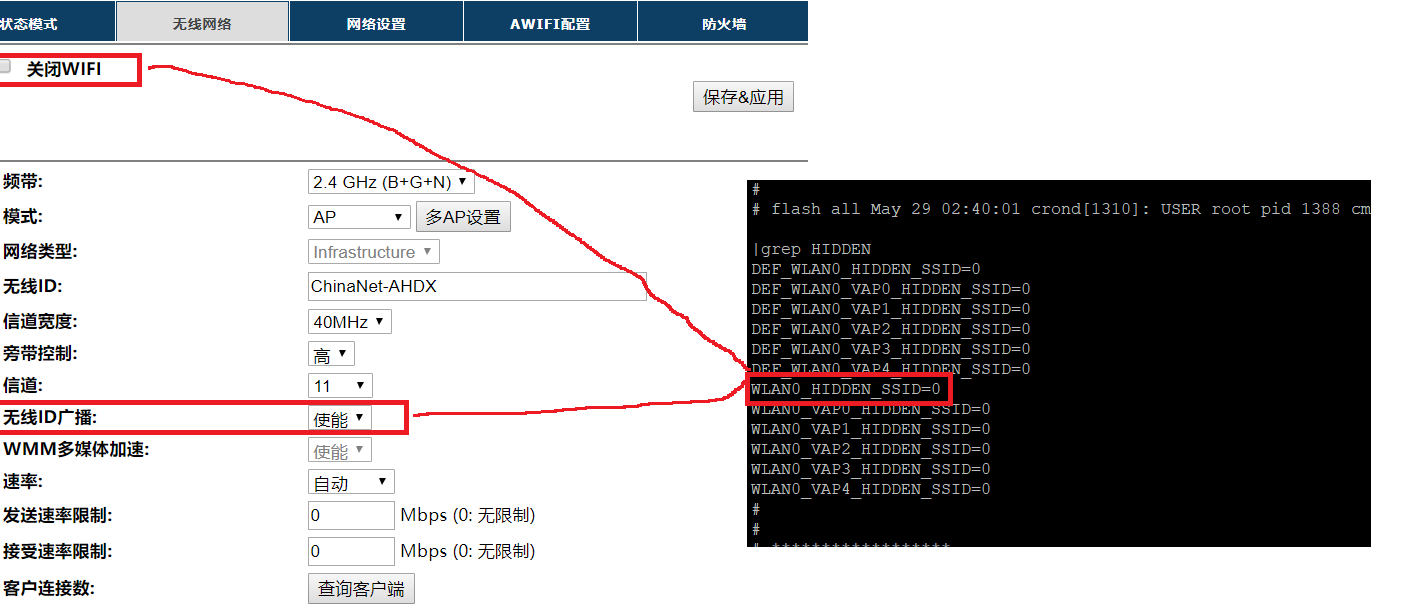 状态模式
无线网络
网络设置
AWIFI配置
防火墙
关闭WIFI
保存&应用
频带:
2.4 GHz (B+G+N)
模式:
AP
多AP设置
网络类型:
Infrastructure
无线ID:
ChinaNet-AHDX
信道宽度:
40MHz
旁带控制:
高
信道:
11
无线ID广播:
使能
WMM多媒体加速:
使能
速率:
自动
发送速率限制:
0
Mbps (0: 无限制)
接受速率限制:
0
Mbps (0: 无限制)
客户连接数:
查询客户端
#
# flash all May 29 02:40:01 crond[1310]: USER root pid 1388 cm
|grep HIDDEN
DEF_WLAN0_HIDDEN_SSID=0
DEF_WLAN0_VAP0_HIDDEN_SSID=0
DEF_WLAN0_VAP1_HIDDEN_SSID=0
DEF_WLAN0_VAP2_HIDDEN_SSID=0
DEF_WLAN0_VAP3_HIDDEN_SSID=0
DEF_WLAN0_VAP4_HIDDEN_SSID=0
WLAN0_HIDDEN_SSID=0
WLAN0_VAP0_HIDDEN_SSID=0
WLAN0_VAP1_HIDDEN_SSID=0
WLAN0_VAP2_HIDDEN_SSID=0
WLAN0_VAP3_HIDDEN_SSID=0
WLAN0_VAP4_HIDDEN_SSID=0
#
#
# ******************